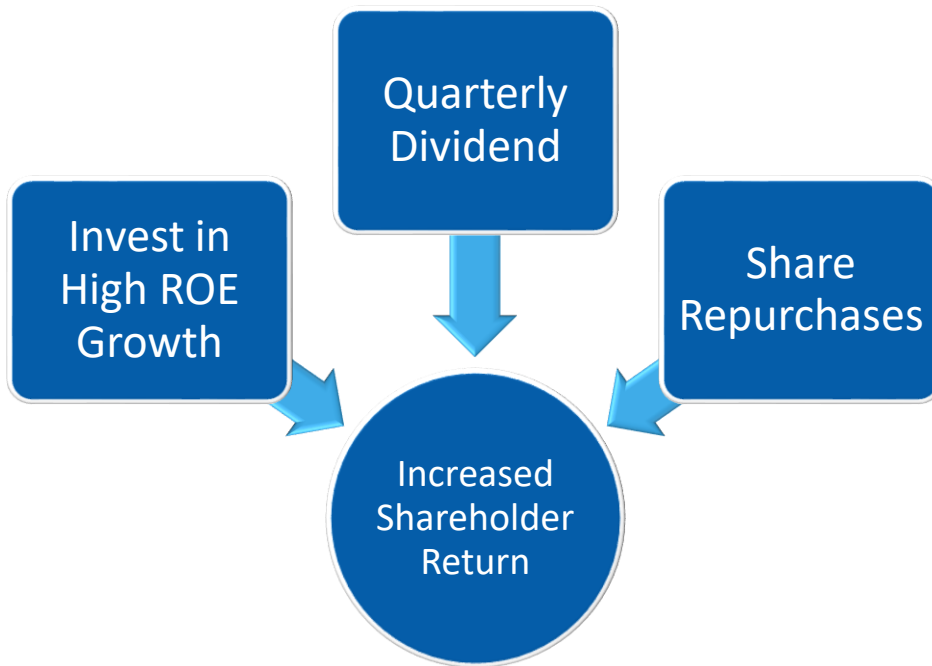 Quarterly
Dividend
Invest in
High ROE
Growth
Share
Repurchases
Increased
Shareholder
Return